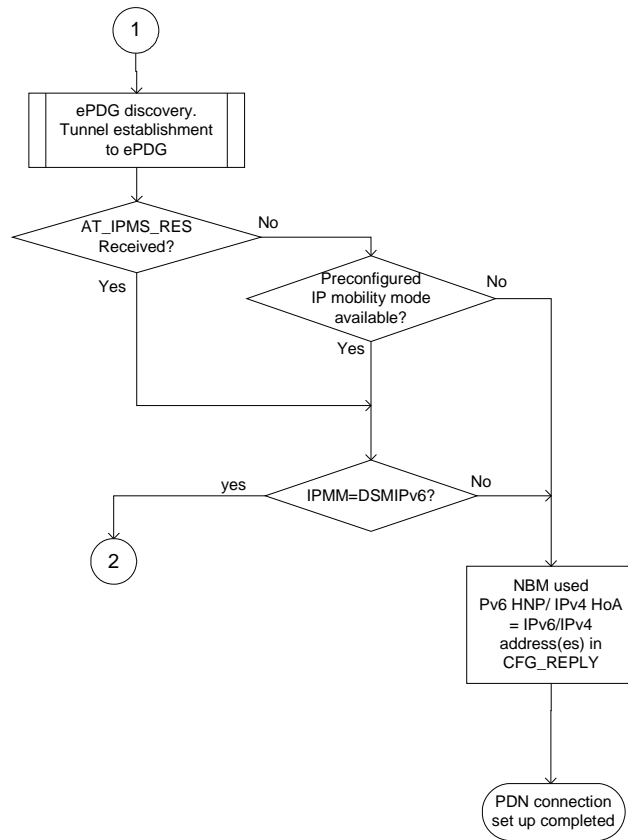 1
ePDG discovery.
Tunnel establishment
to ePDG
AT_IPMS_RES
Received?
No
Yes
Preconfigured
IP mobility mode
available?
No
Yes
IPMM=DSMIPv6?
yes
No
2
NBM used
Pv6 HNP/ IPv4 HoA
= IPv6/IPv4
address(es) in
CFG_REPLY
PDN connection
set up completed